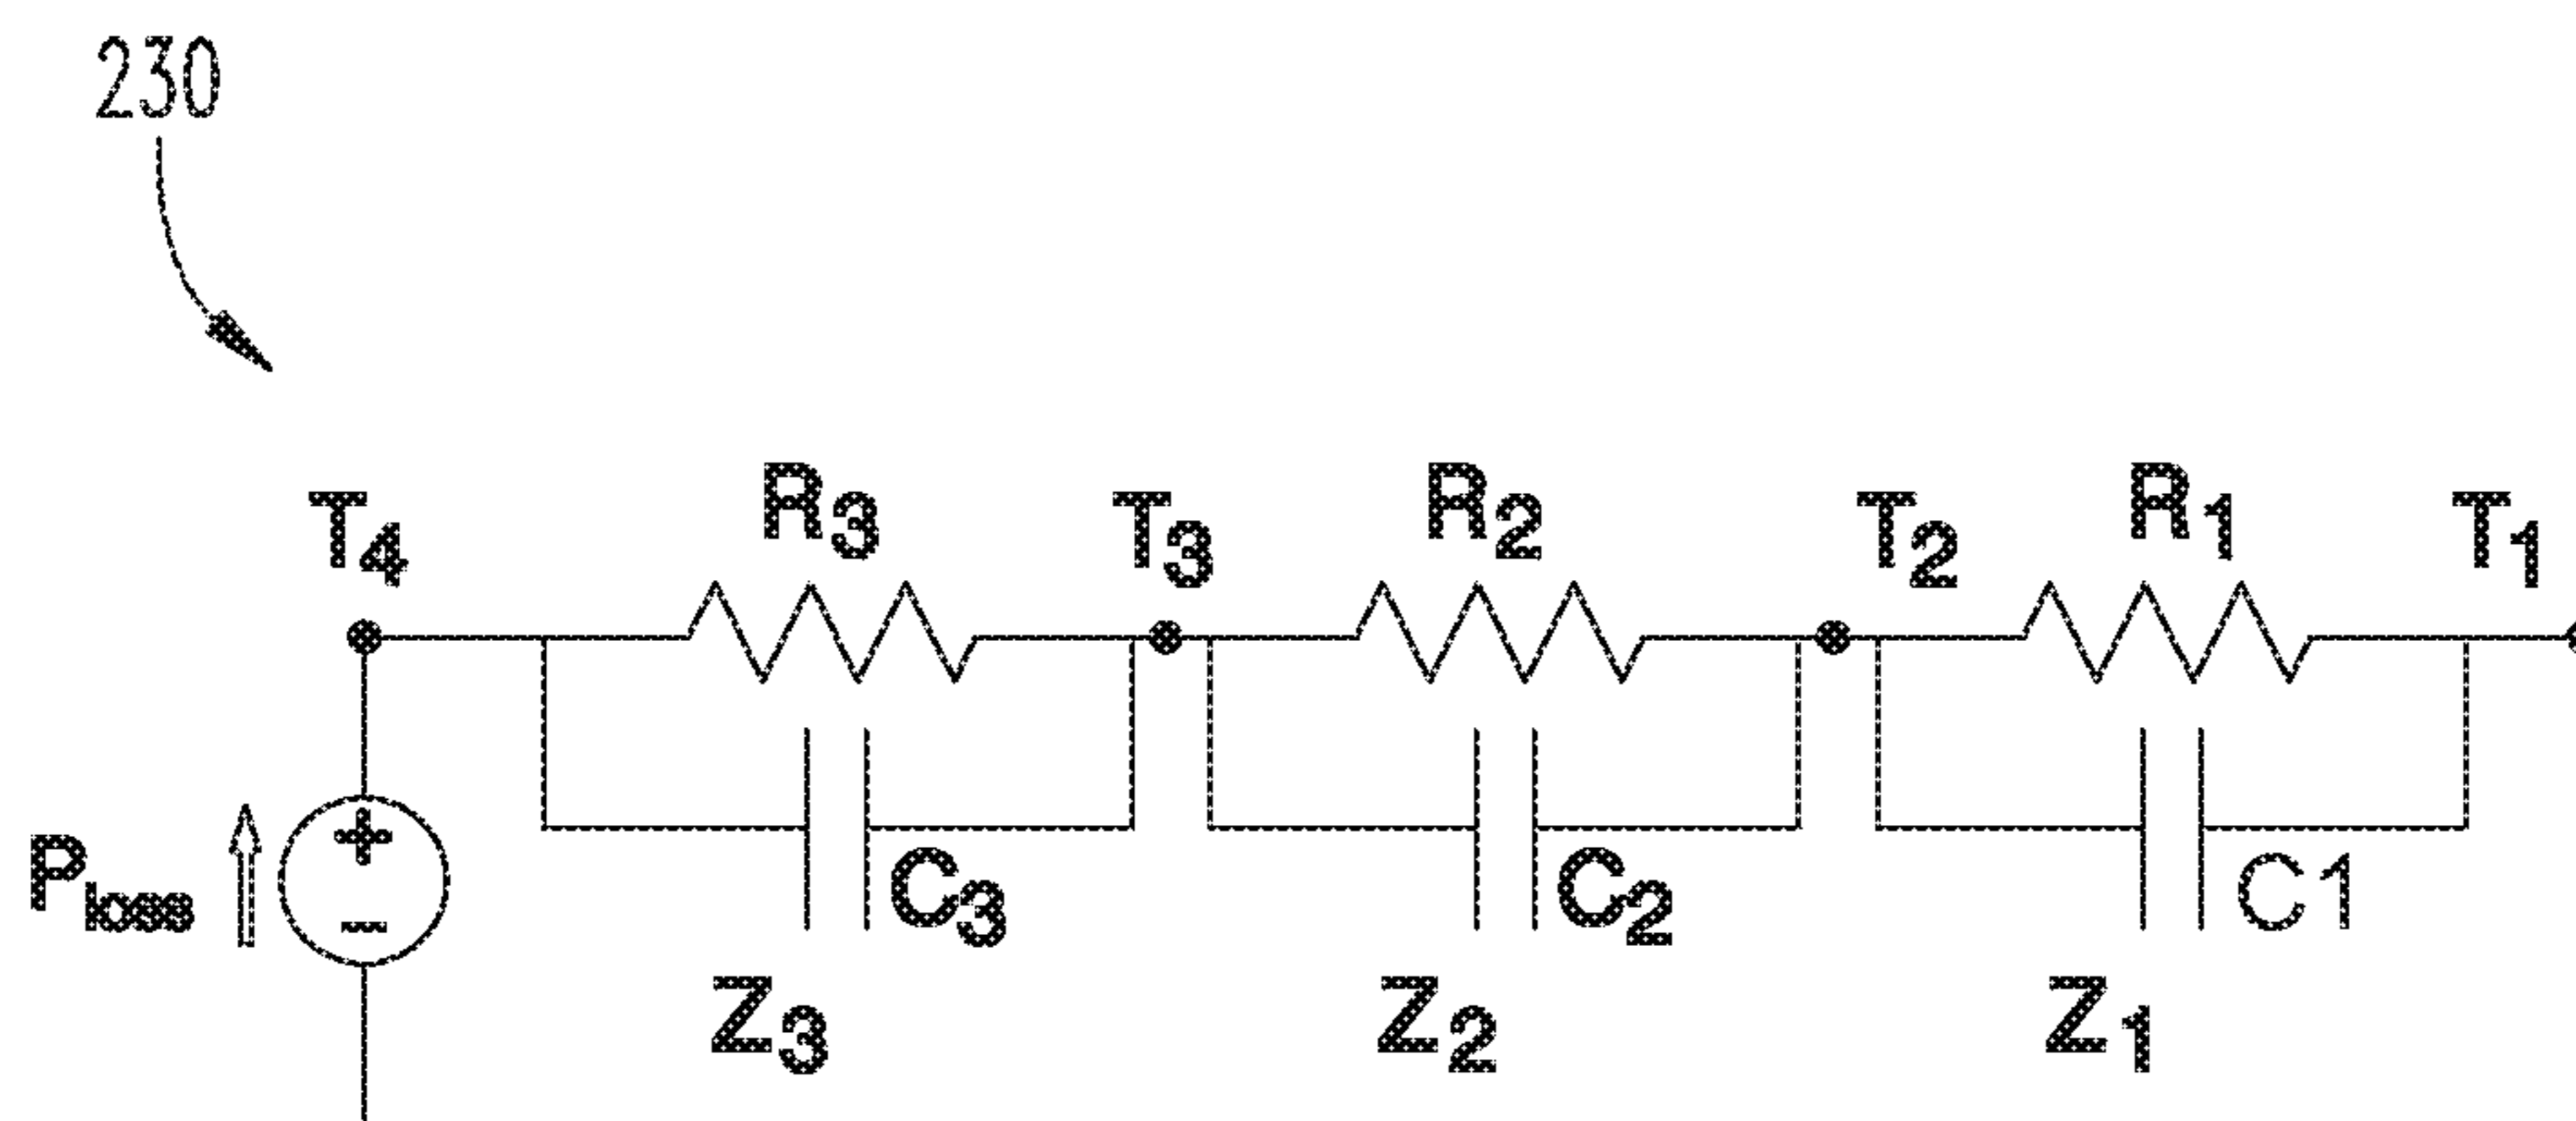 230
T4 R3 T3 R2 T2 R1 T1
+
Ploss
−
C3 C2 C1
Z3 Z2 Z1